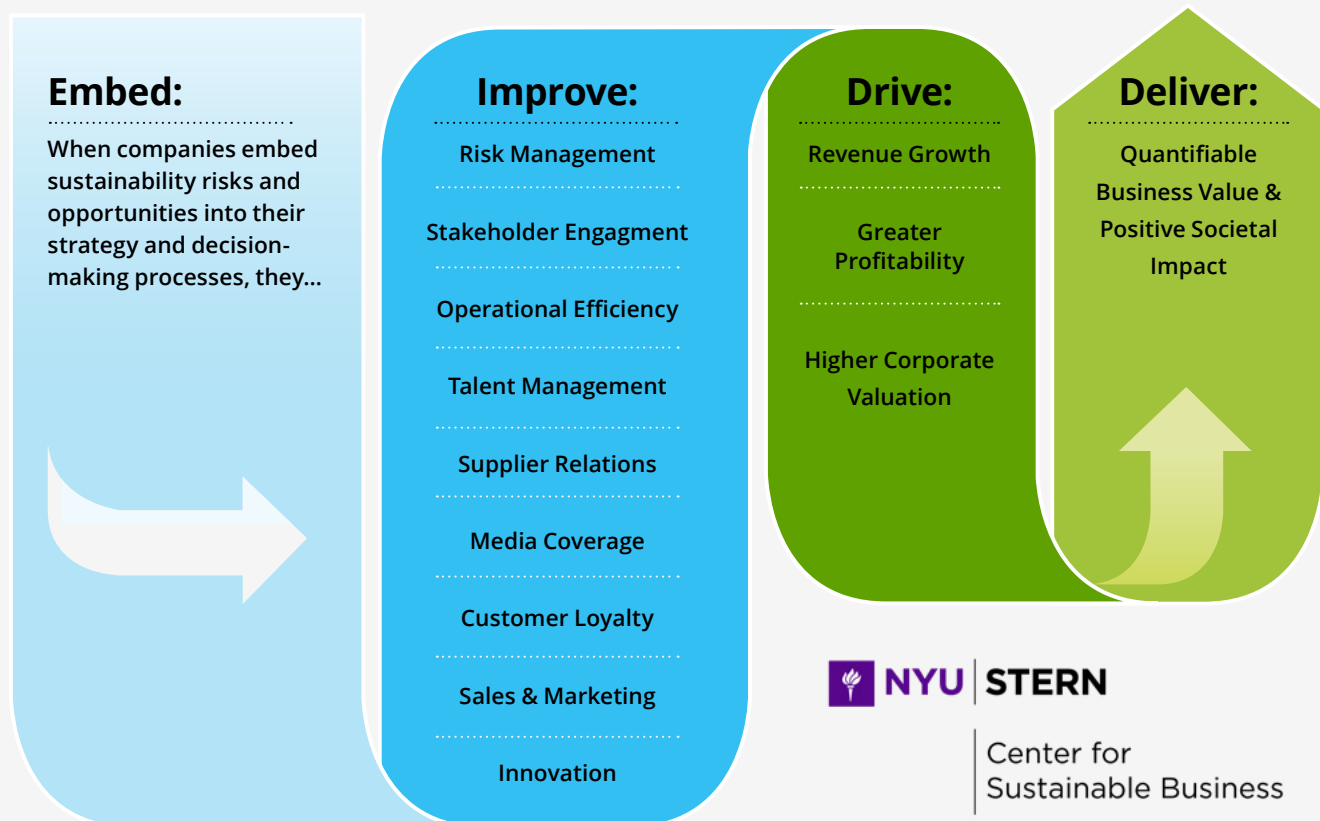 Embed:
When companies embed
sustainability risks and
opportunities into their
strategy and decision-
making processes, they...
Improve:
Risk Management
Stakeholder Engagment
Operational Efficiency
Talent Management
Supplier Relations
Media Coverage
Customer Loyalty
Sales & Marketing
Innovation
Drive:
Revenue Growth
Greater
Profitability
Higher Corporate
Valuation
Deliver:
Quantifiable
Business Value &
Positive Societal
Impact
NYU STERN
Center for
Sustainable Business